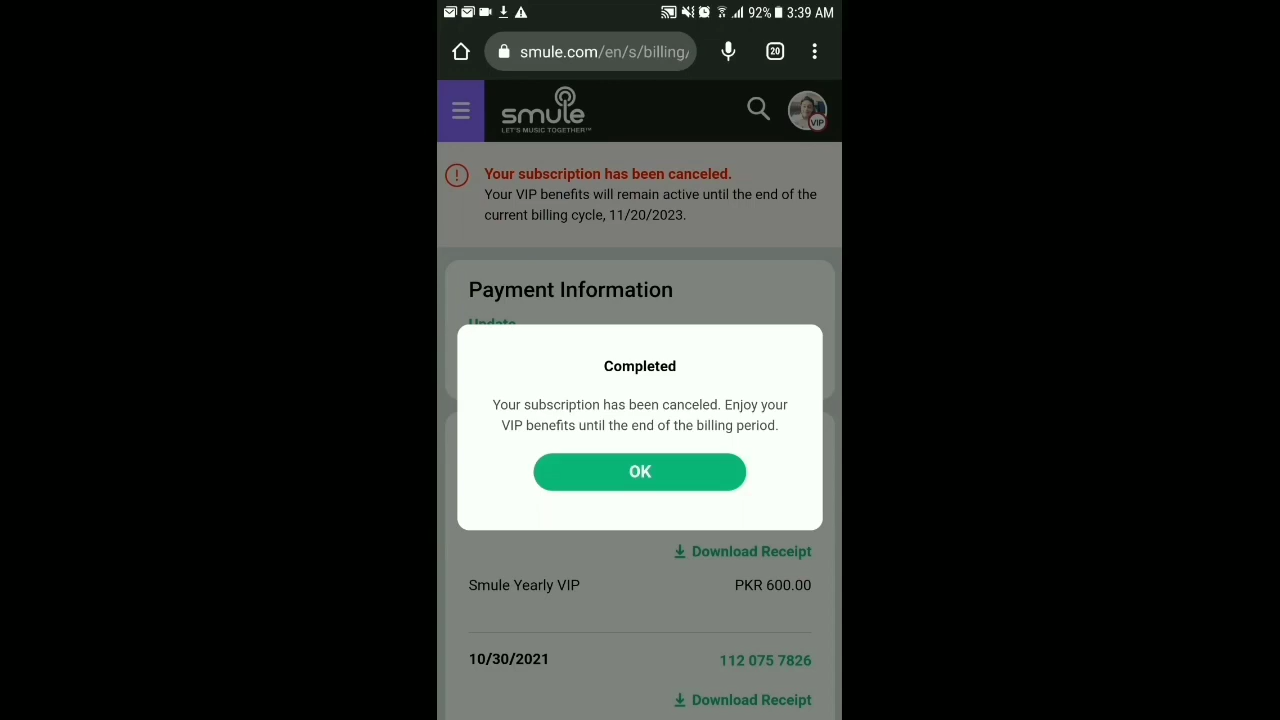 92% 3:39 AM
smule.com/en/s/billing/
20
smule
LET'S MUSIC TOGETHER™
VIP
Your subscription has been canceled.
Your VIP benefits will remain active until the end of the
current billing cycle, 11/20/2023.
Payment Information
Update
Completed
Your subscription has been canceled. Enjoy your
VIP benefits until the end of the billing period.
OK
Download Receipt
Smule Yearly VIP PKR 600.00
10/30/2021 112 075 7826
Download Receipt